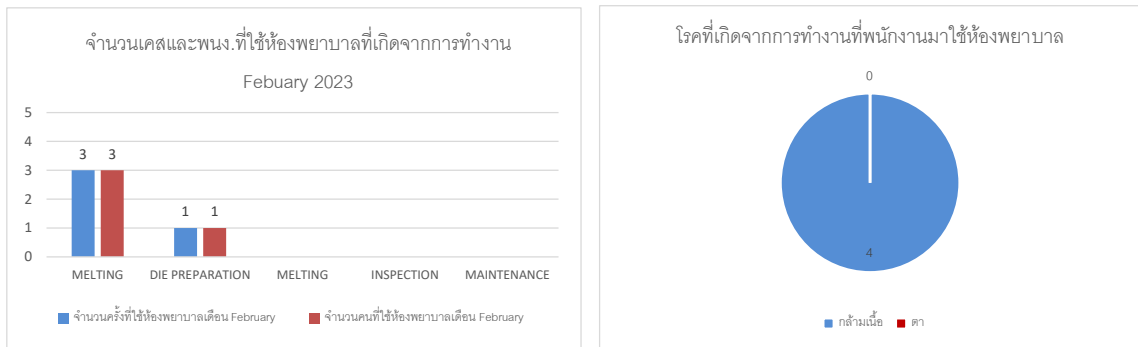 จำนวนเคสและพนง.ที่ใช้ห้องพยาบาลที่เกิดจากการทำงาน
Febuary 2023
5
4
3
2
1
0
3 3
1 1
MELTING DIE PREPARATION MELTING INSPECTION MAINTENANCE
จำนวนครั้งที่ใช้ห้องพยาบาลเดือน February จำนวนคนที่ใช้ห้องพยาบาลเดือน February
โรคที่เกิดจากการทำงานที่พนักงานมาใช้ห้องพยาบาล
0
4
กล้ามเนื้อ ตา